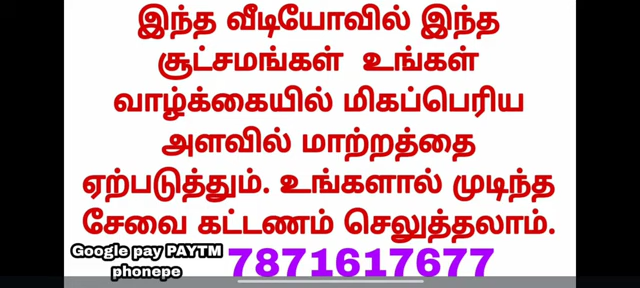 இந்த வீடியோவில் இந்த
சூட்சமங்கள் உங்கள்
வாழ்க்கையில் மிகப்பெரிய
அளவில் மாற்றத்தை
ஏற்படுத்தும். உங்களால் முடிந்த
சேவை கட்டணம் செலுத்தலாம்.
Google pay PAYTM
phonepe
7871617677